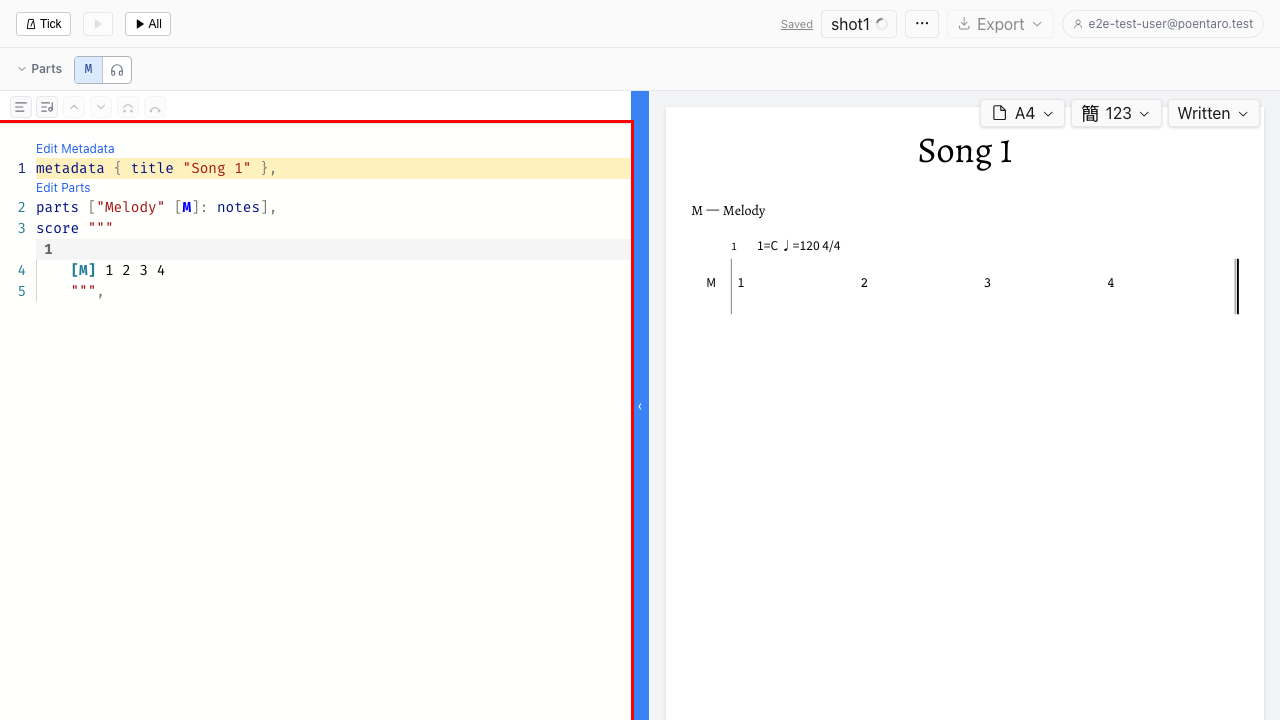 Tick All Saved shot1 ... Export e2e-test-user@poentaro.test
Parts M
A4 簡 123 Written
Edit Metadata
1 metadata { title "Song 1" },
Edit Parts
2 parts ["Melody" [M]: notes],
3 score """
1
4 [M] 1 2 3 4
5 """,
Song 1
M — Melody
1 1=C ♩=120 4/4
M 1 2 3 4